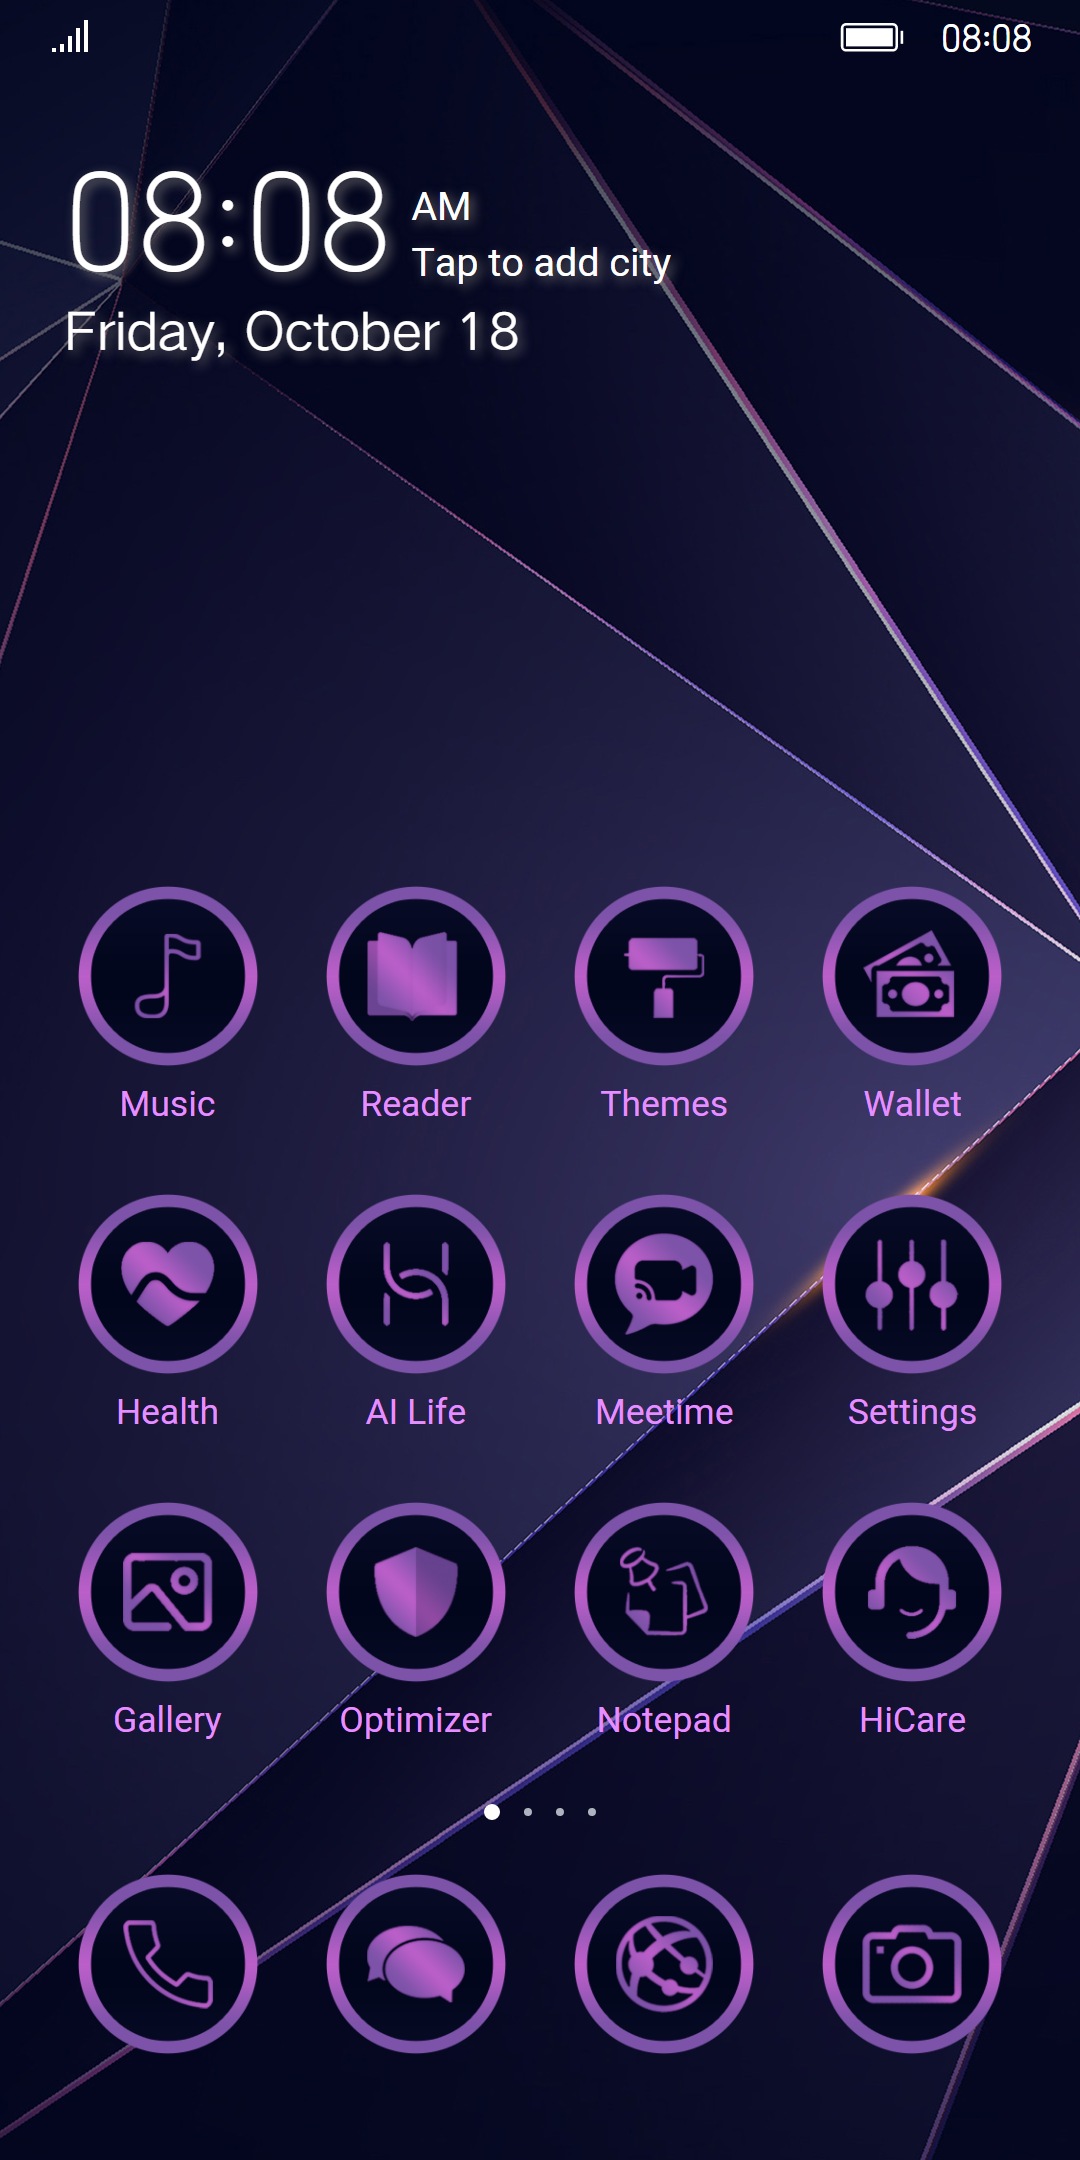 08:08
08:08 AM
Tap to add city
Friday, October 18
Music Reader Themes Wallet
Health AI Life Meetime Settings
Gallery Optimizer Notepad HiCare